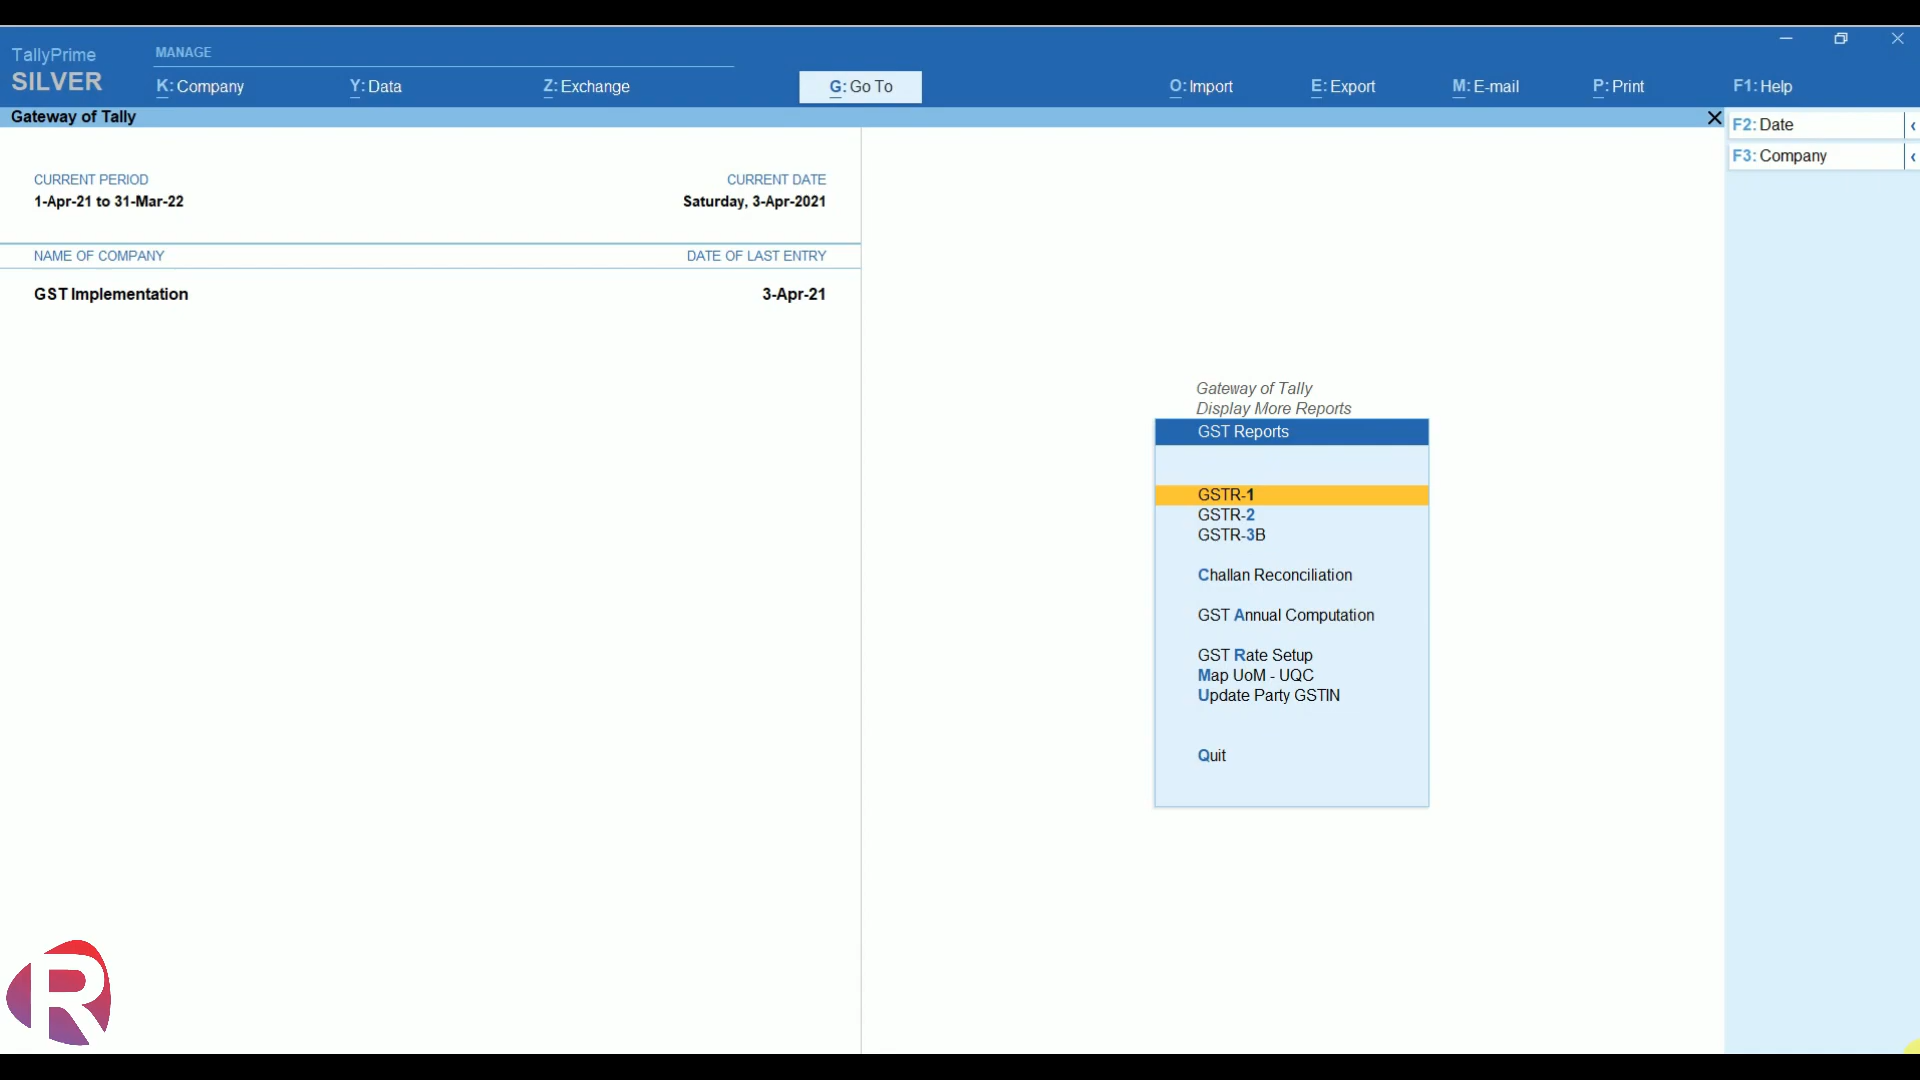 TallyPrime
SILVER
MANAGE
K: Company
Y: Data
Z: Exchange
G: Go To
O: Import
E: Export
M: E-mail
P: Print
F1: Help
Gateway of Tally
F2: Date
F3: Company
CURRENT PERIOD
CURRENT DATE
1-Apr-21 to 31-Mar-22
Saturday, 3-Apr-2021
NAME OF COMPANY
DATE OF LAST ENTRY
GST Implementation
3-Apr-21
Gateway of Tally
Display More Reports
GST Reports
GSTR-1
GSTR-2
GSTR-3B
Challan Reconciliation
GST Annual Computation
GST Rate Setup
Map UoM - UQC
Update Party GSTIN
Quit
R